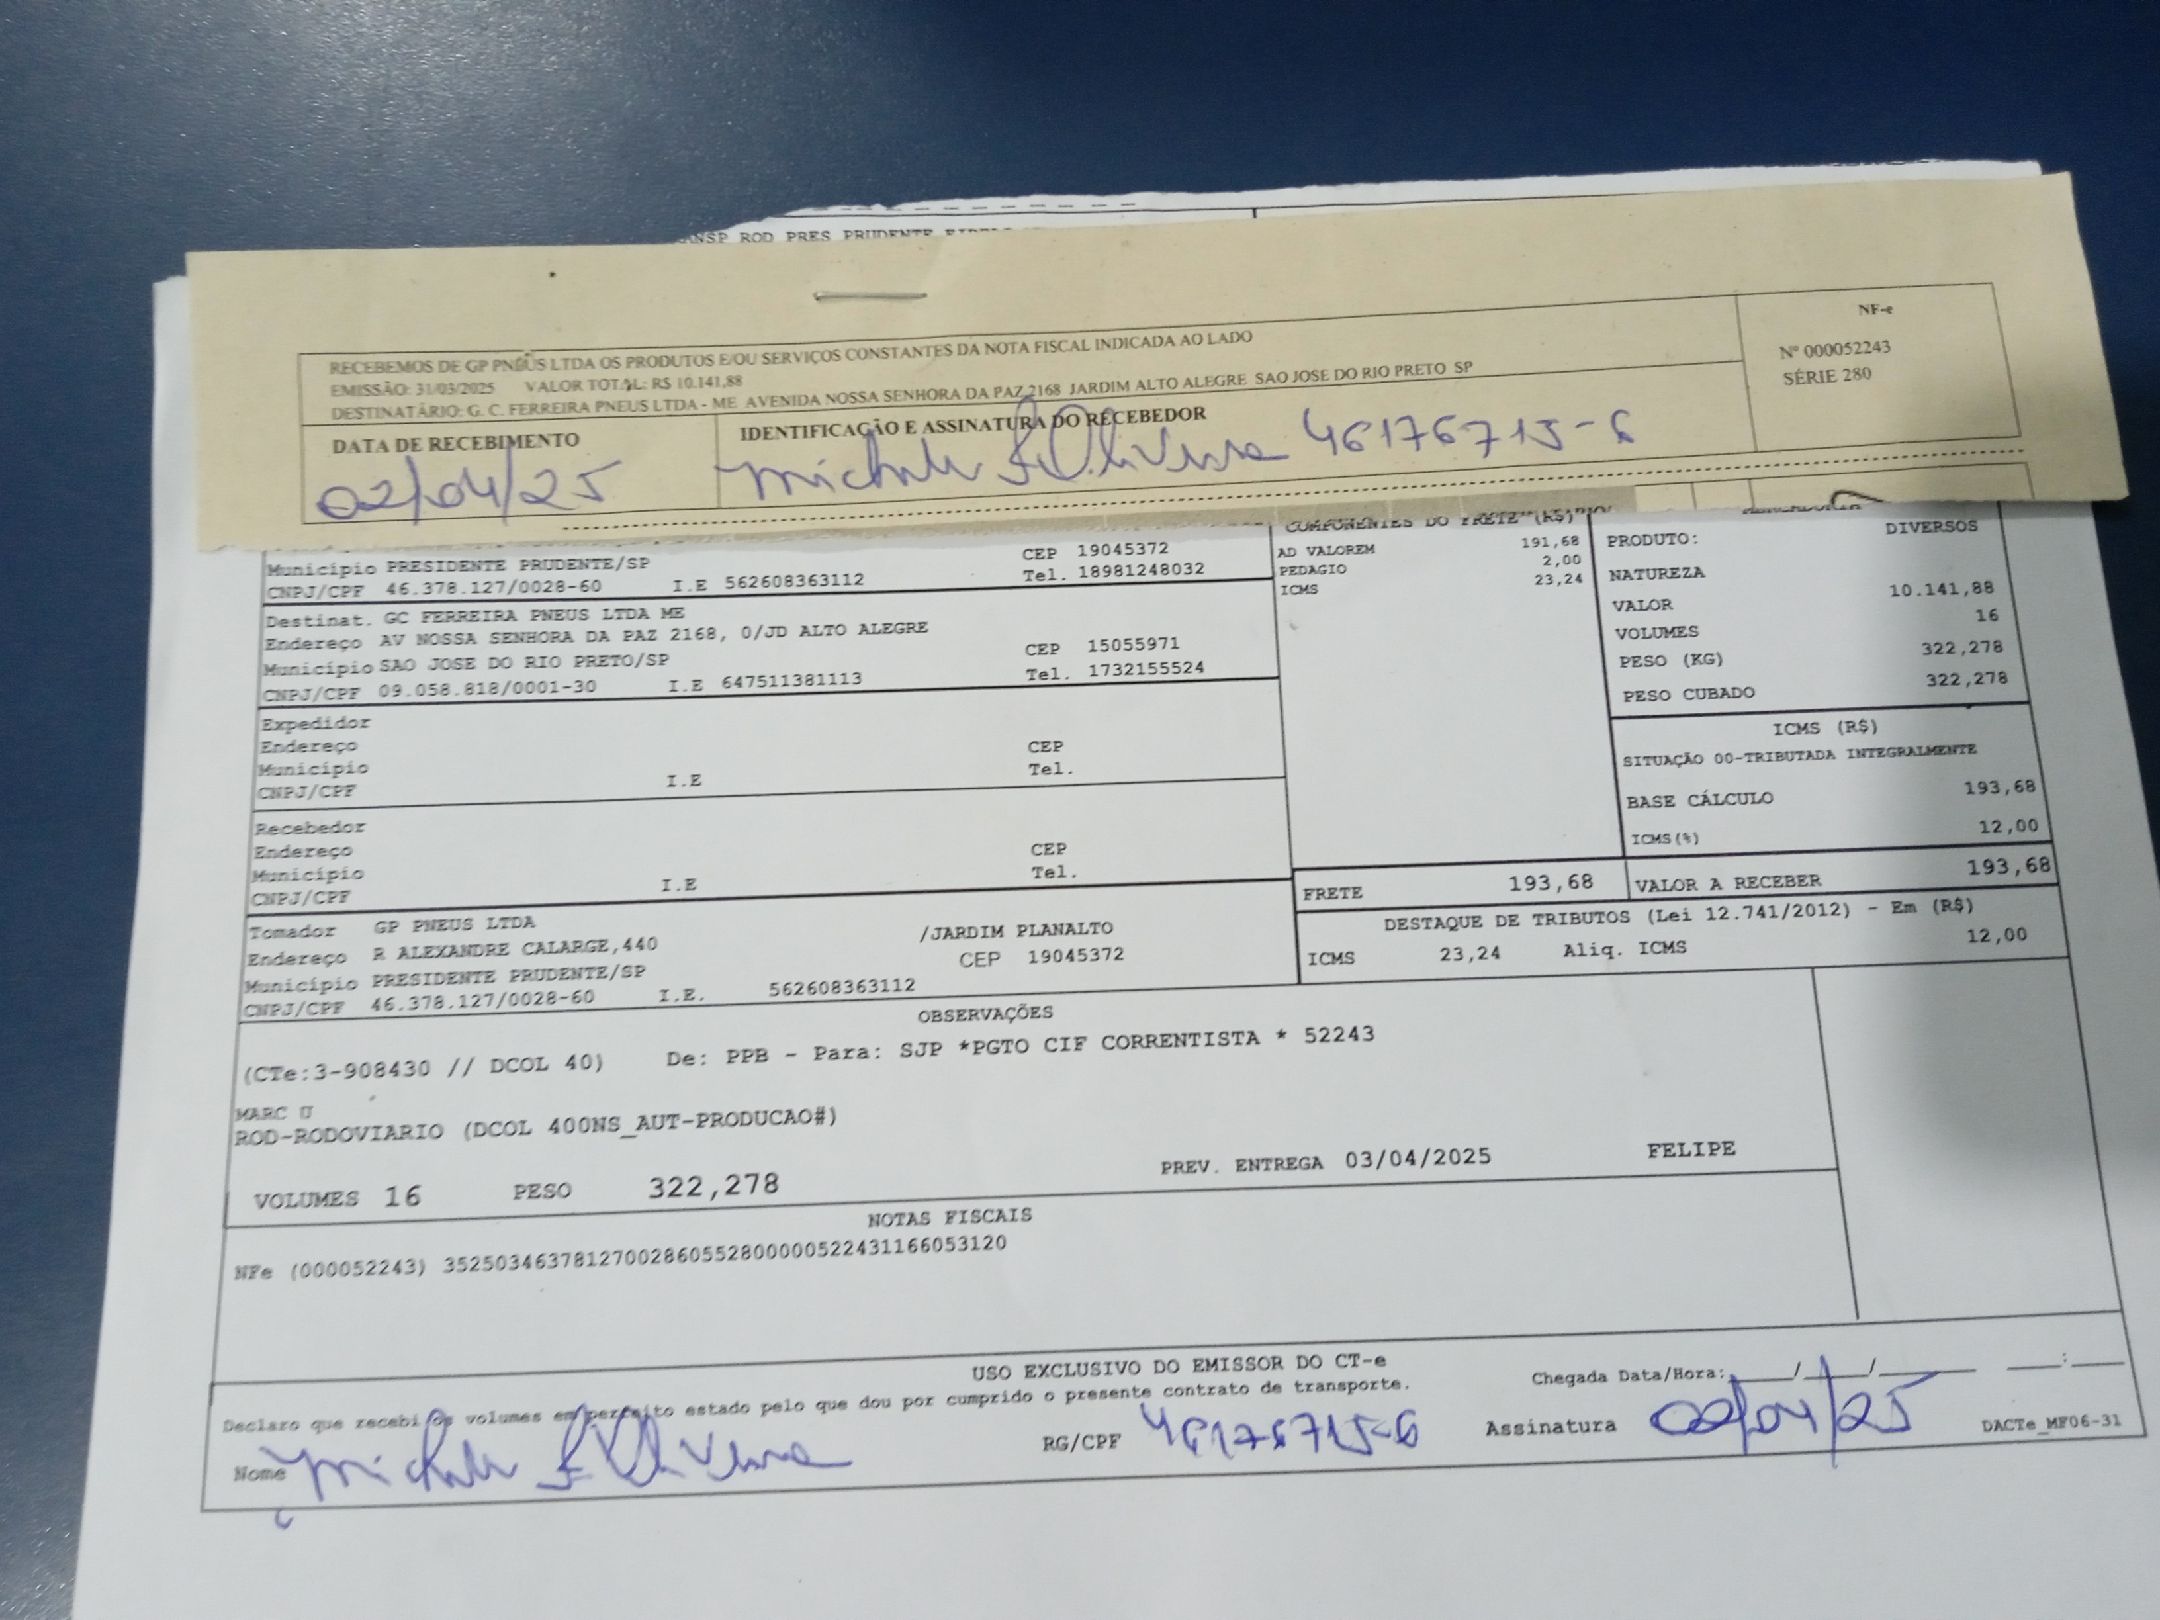 ANSP ROD PRES PRUDENTE
RECEBEMOS DE GP PNEUS LTDA OS PRODUTOS E/OU SERVIÇOS CONSTANTES DA NOTA FISCAL INDICADA AO LADO
EMISSÃO: 31/03/2025 VALOR TOTAL: R$ 10.141,88
DESTINATÁRIO: G. C. FERREIRA PNEUS LTDA - ME AVENIDA NOSSA SENHORA DA PAZ 2168 JARDIM ALTO ALEGRE SAO JOSE DO RIO PRETO SP
NF-e
Nº 000052243
SÉRIE 280
DATA DE RECEBIMENTO
02/04/25
IDENTIFICAÇÃO E ASSINATURA DO RECEBEDOR
Oliveira 46176715-6
Município PRESIDENTE PRUDENTE/SP CEP 19045372
CNPJ/CPF 46.378.127/0028-60 I.E 562608363112 Tel. 18981248032
Destinat. GC FERREIRA PNEUS LTDA ME
Endereço AV NOSSA SENHORA DA PAZ 2168, 0/JD ALTO ALEGRE
Município SAO JOSE DO RIO PRETO/SP CEP 15055971
CNPJ/CPF 09.058.818/0001-30 I.E 647511381113 Tel. 1732155524
Expedidor
Endereço
Município CEP
CNPJ/CPF I.E Tel.
Recebedor
Endereço
Município CEP
CNPJ/CPF I.E Tel.
Tomador GP PNEUS LTDA
Endereço R ALEXANDRE CALARGE,440 /JARDIM PLANALTO
Município PRESIDENTE PRUDENTE/SP CEP 19045372
CNPJ/CPF 46.378.127/0028-60 I.E. 562608363112
COMPONENTES DO FRETE (R$)
AD VALOREM 191,68
PEDAGIO 2,00
ICMS 23,24
PRODUTO: DIVERSOS
NATUREZA
VALOR 10.141,88
VOLUMES 16
PESO (KG) 322,278
PESO CUBADO 322,278
ICMS (R$)
SITUAÇÃO 00-TRIBUTADA INTEGRALMENTE
BASE CÁLCULO 193,68
ICMS(%) 12,00
FRETE 193,68 VALOR A RECEBER 193,68
DESTAQUE DE TRIBUTOS (Lei 12.741/2012) - Em (R$)
ICMS 23,24 Aliq. ICMS 12,00
OBSERVAÇÕES
(CTe:3-908430 // DCOL 40) De: PPB - Para: SJP *PGTO CIF CORRENTISTA * 52243
MARC U
ROD-RODOVIARIO (DCOL 400NS_AUT-PRODUCAO#)
VOLUMES 16 PESO 322,278 PREV. ENTREGA 03/04/2025 FELIPE
NOTAS FISCAIS
NFe (000052243) 35250346378127002860552800000522431166053120
USO EXCLUSIVO DO EMISSOR DO CT-e
Declaro que recebi os volumes em perfeito estado pelo que dou por cumprido o presente contrato de transporte.
Chegada Data/Hora: / / :
Nome Oliveira RG/CPF 46176715-6 Assinatura 02/04/25 DACTe_MF06-31